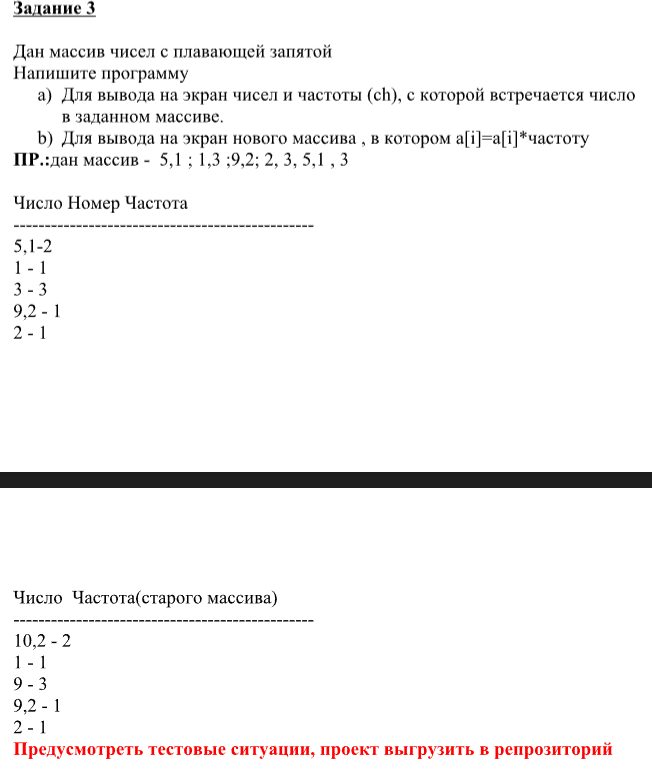 Задание 3
Дан массив чисел с плавающей запятой
Напишите программу
a) Для вывода на экран чисел и частоты (ch), с которой встречается число
в заданном массиве.
b) Для вывода на экран нового массива , в котором a[i]=a[i]*частоту
ПР.:дан массив - 5,1 ; 1,3 ;9,2; 2, 3, 5,1 , 3
Число Номер Частота
------------------------------------------------
5,1-2
1 - 1
3 - 3
9,2 - 1
2 - 1
Число Частота(старого массива)
------------------------------------------------
10,2 - 2
1 - 1
9 - 3
9,2 - 1
2 - 1
Предусмотреть тестовые ситуации, проект выгрузить в репрозиторий